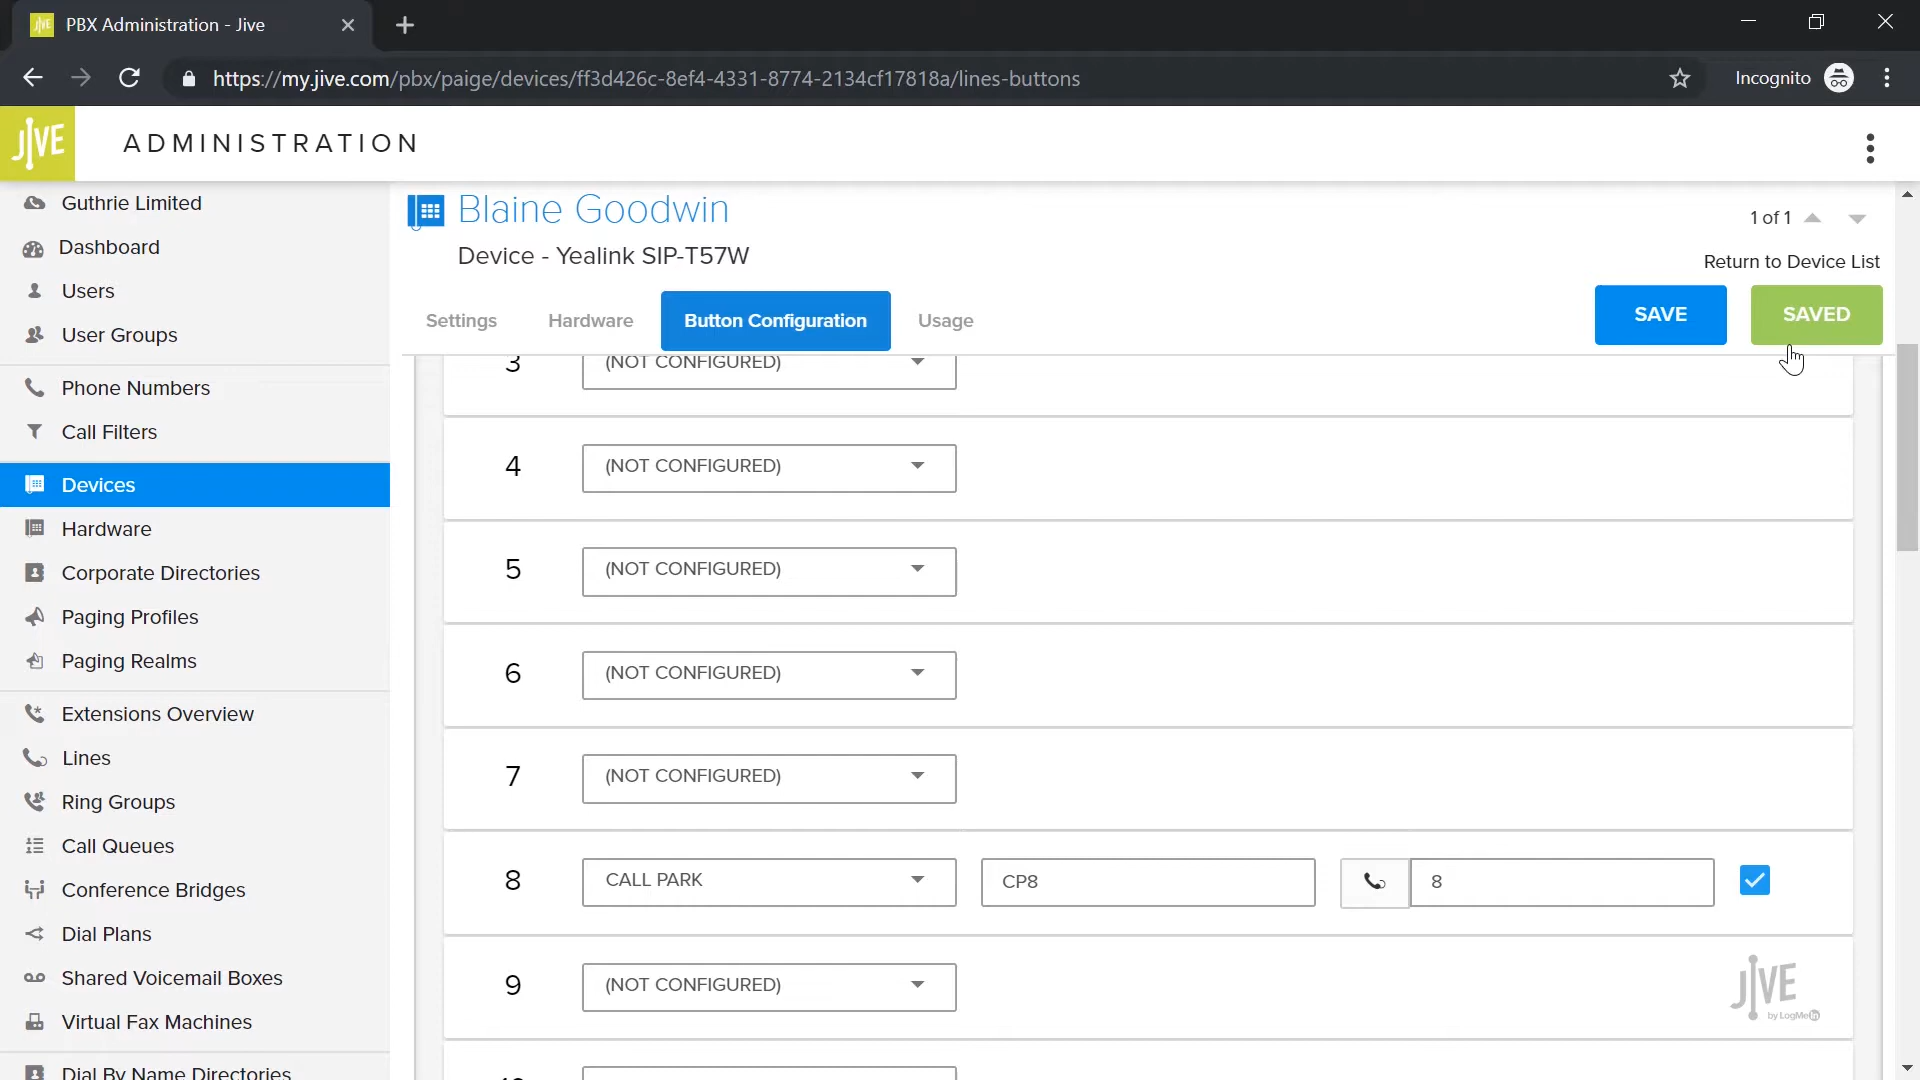 PBX Administration - Jive
https://my.jive.com/pbx/paige/devices/ff3d426c-8ef4-4331-8774-2134cf17818a/lines-buttons
Incognito
JIVE
ADMINISTRATION
Guthrie Limited
Dashboard
Users
User Groups
Phone Numbers
Call Filters
Devices
Hardware
Corporate Directories
Paging Profiles
Paging Realms
Extensions Overview
Lines
Ring Groups
Call Queues
Conference Bridges
Dial Plans
Shared Voicemail Boxes
Virtual Fax Machines
Dial By Name Directories
Blaine Goodwin
Device - Yealink SIP-T57W
1 of 1
Return to Device List
Settings
Hardware
Button Configuration
Usage
SAVE
SAVED
3 (NOT CONFIGURED)
4 (NOT CONFIGURED)
5 (NOT CONFIGURED)
6 (NOT CONFIGURED)
7 (NOT CONFIGURED)
8 CALL PARK CP8 8
9 (NOT CONFIGURED)
JIVE
by LogMeIn